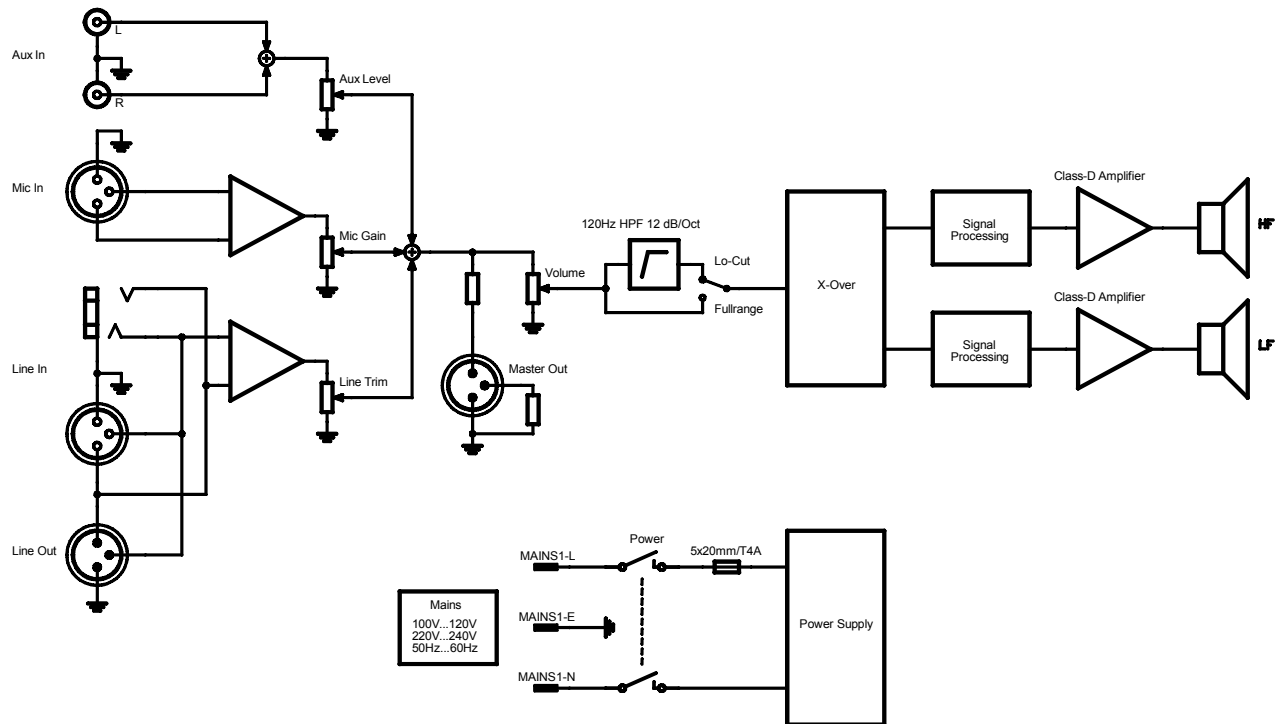 L
Aux In
R
Aux Level
Mic In
Mic Gain
Line In
Line Trim
Line Out
Master Out
Volume
120Hz HPF 12 dB/Oct
Lo-Cut
Fullrange
X-Over
Signal
Processing
Class-D Amplifier
HF
Signal
Processing
Class-D Amplifier
LF
Mains
100V...120V
220V...240V
50Hz...60Hz
MAINS1-L
MAINS1-E
MAINS1-N
Power
5x20mm/T4A
Power Supply